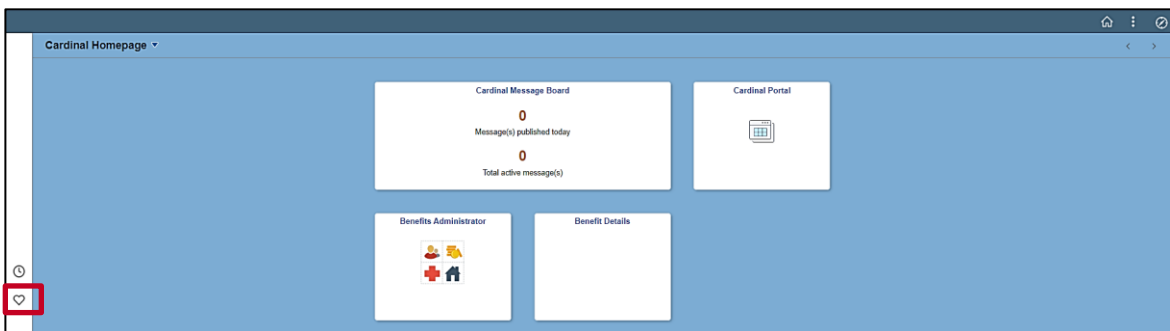 Cardinal Homepage
Cardinal Message Board
0
Message(s) published today
0
Total active message(s)
Cardinal Portal
Benefits Administrator
Benefit Details